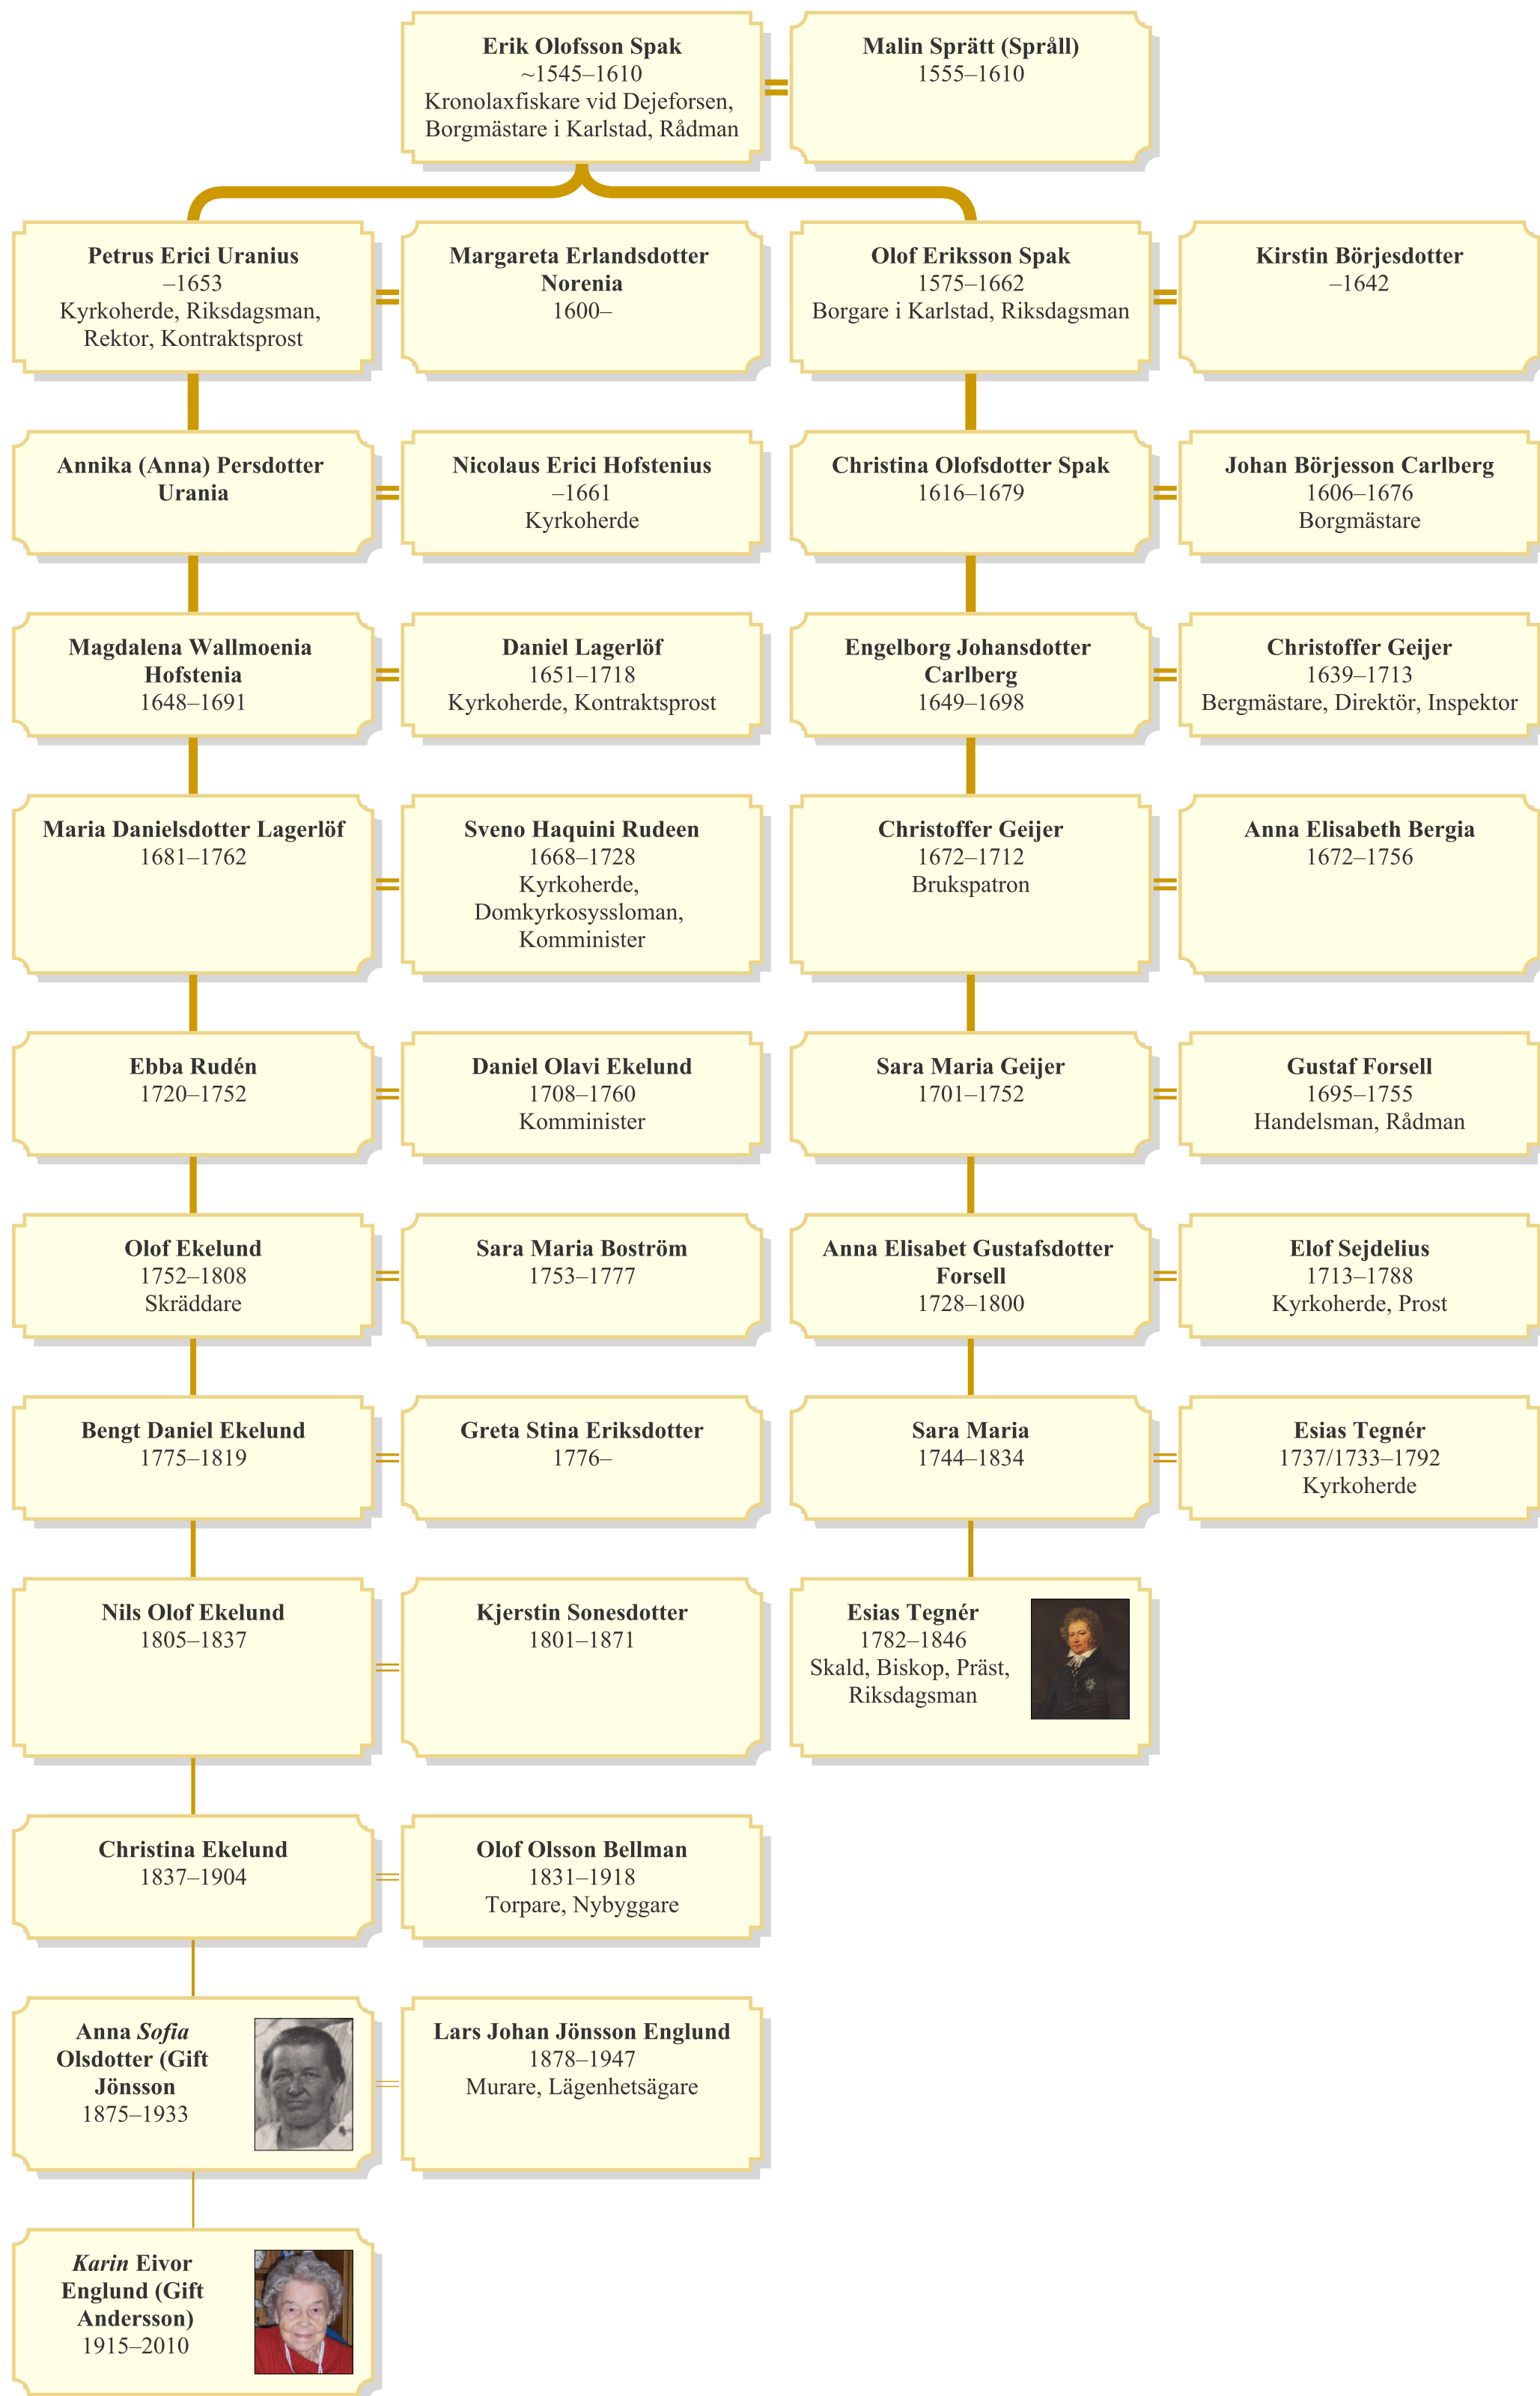 Erik Olofsson Spak
~1545–1610
Kronolaxfiskare vid Dejeforsen,
Borgmästare i Karlstad, Rådman
Malin Sprätt (Språll)
1555–1610
Petrus Erici Uranius
–1653
Kyrkoherde, Riksdagsman,
Rektor, Kontraktsprost
Margareta Erlandsdotter
Norenia
1600–
Olof Eriksson Spak
1575–1662
Borgare i Karlstad, Riksdagsman
Kirstin Börjesdotter
–1642
Annika (Anna) Persdotter
Urania
Nicolaus Erici Hofstenius
–1661
Kyrkoherde
Christina Olofsdotter Spak
1616–1679
Johan Börjesson Carlberg
1606–1676
Borgmästare
Magdalena Wallmoenia
Hofstenia
1648–1691
Daniel Lagerlöf
1651–1718
Kyrkoherde, Kontraktsprost
Engelborg Johansdotter
Carlberg
1649–1698
Christoffer Geijer
1639–1713
Bergmästare, Direktör, Inspektor
Maria Danielsdotter Lagerlöf
1681–1762
Sveno Haquini Rudeen
1668–1728
Kyrkoherde,
Domkyrkosyssloman,
Komminister
Christoffer Geijer
1672–1712
Brukspatron
Anna Elisabeth Bergia
1672–1756
Ebba Rudén
1720–1752
Daniel Olavi Ekelund
1708–1760
Komminister
Sara Maria Geijer
1701–1752
Gustaf Forsell
1695–1755
Handelsman, Rådman
Olof Ekelund
1752–1808
Skräddare
Sara Maria Boström
1753–1777
Anna Elisabet Gustafsdotter
Forsell
1728–1800
Elof Sejdelius
1713–1788
Kyrkoherde, Prost
Bengt Daniel Ekelund
1775–1819
Greta Stina Eriksdotter
1776–
Sara Maria
1744–1834
Esias Tegnér
1737/1733–1792
Kyrkoherde
Nils Olof Ekelund
1805–1837
Kjerstin Sonesdotter
1801–1871
Esias Tegnér
1782–1846
Skald, Biskop, Präst,
Riksdagsman
Christina Ekelund
1837–1904
Olof Olsson Bellman
1831–1918
Torpare, Nybyggare
Anna Sofia
Olsdotter (Gift
Jönsson
1875–1933
Lars Johan Jönsson Englund
1878–1947
Murare, Lägenhetsägare
Karin Eivor
Englund (Gift
Andersson)
1915–2010